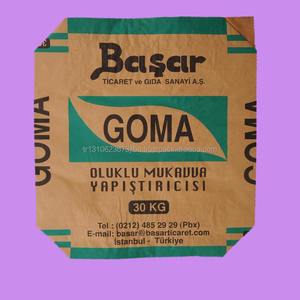 Başar
TİCARET ve GIDA SANAYİ A.Ş.
GOMA
GOMA
GOMA
OLUKLU MUKAVVA
YAPIŞTIRICISI
30 KG
Tel : (0212) 485 29 29 (Pbx)
E-mail: basar@basarticaret.com
İstanbul - Türkiye